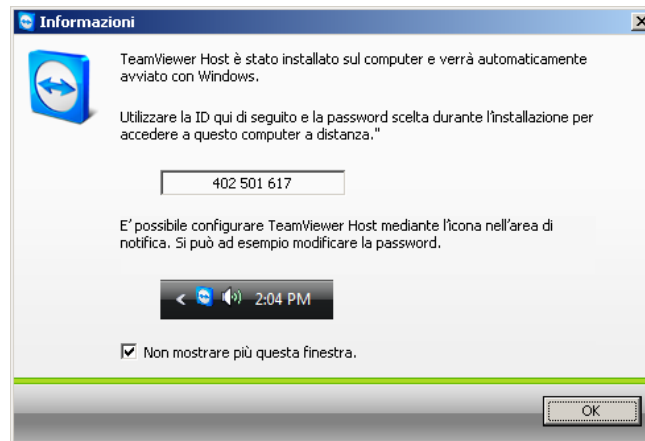 Informazioni
TeamViewer Host è stato installato sul computer e verrà automaticamente
avviato con Windows.
Utilizzare la ID qui di seguito e la password scelta durante l'installazione per
accedere a questo computer a distanza."
402 501 617
E' possibile configurare TeamViewer Host mediante l'icona nell'area di
notifica. Si può ad esempio modificare la password.
< 2:04 PM
Non mostrare più questa finestra.
OK